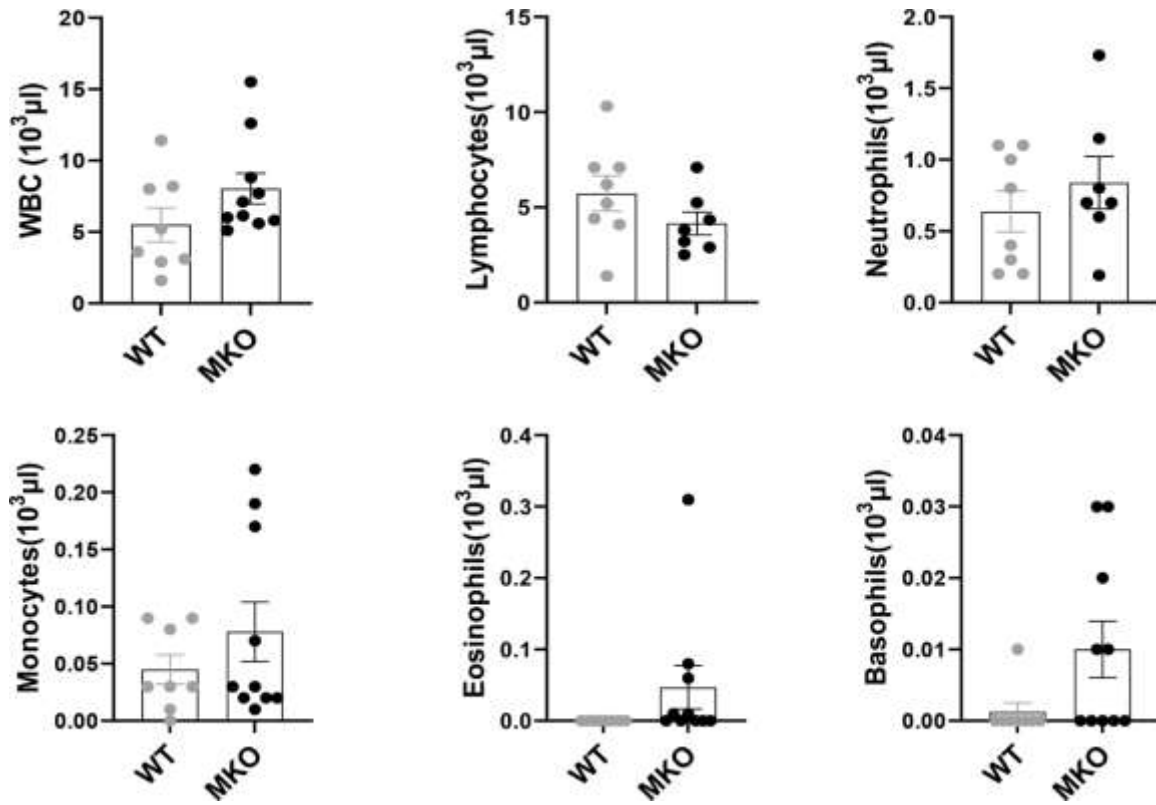 WBC (10³µl)
20
15
10
5
0
WT
MKO
Lymphocytes(10³µl)
15
10
5
0
WT
MKO
Neutrophils(10³µl)
2.0
1.5
1.0
0.5
0.0
WT
MKO
Monocytes(10³µl)
0.25
0.20
0.15
0.10
0.05
0.00
WT
MKO
Eosinophils(10³µl)
0.4
0.3
0.2
0.1
0.0
WT
MKO
Basophils(10³µl)
0.04
0.03
0.02
0.01
0.00
WT
MKO